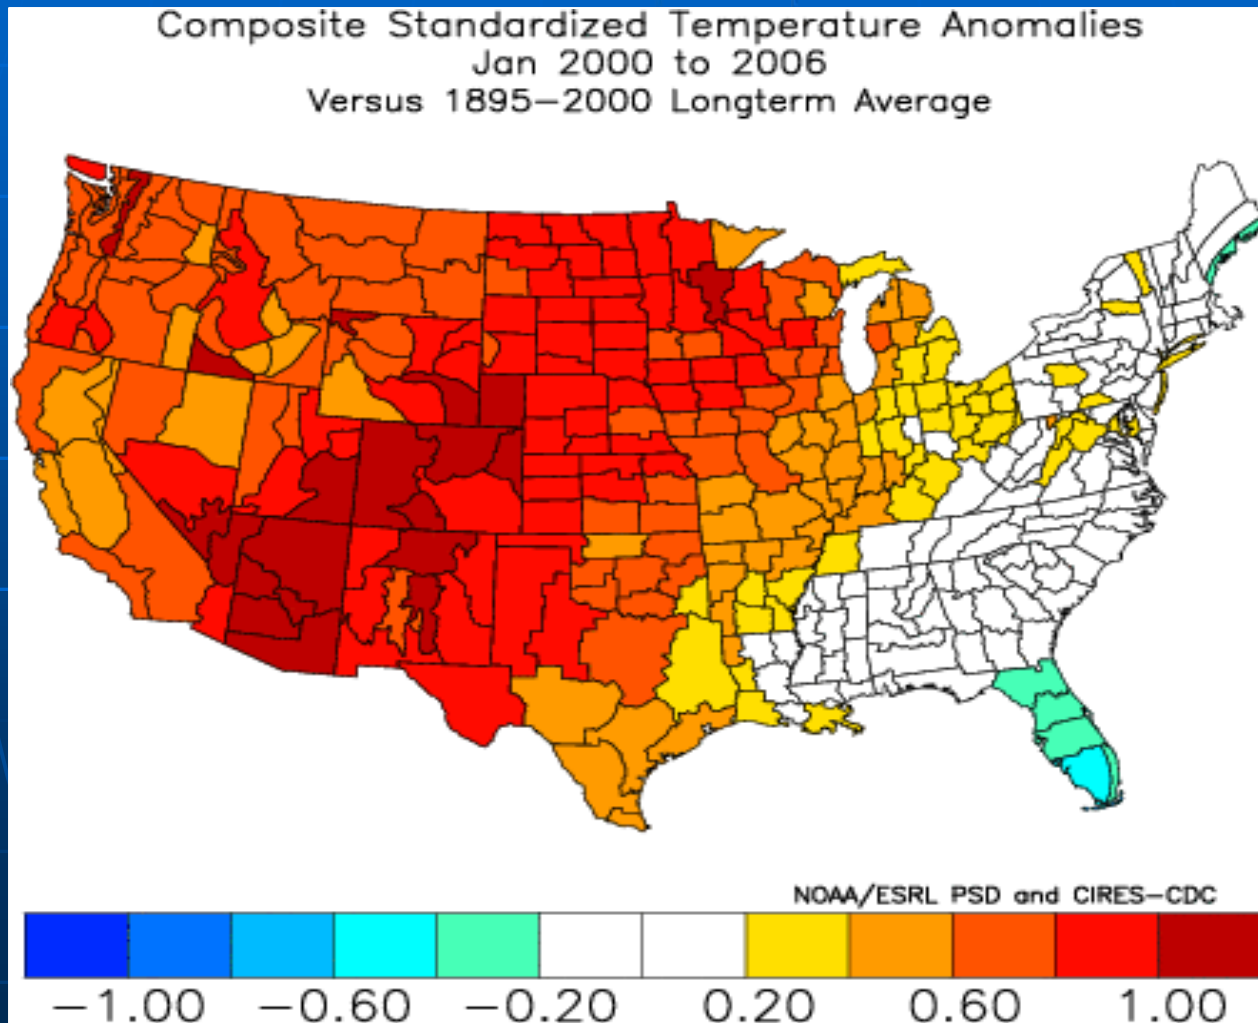 Composite Standardized Temperature Anomalies
Jan 2000 to 2006
Versus 1895−2000 Longterm Average
NOAA/ESRL PSD and CIRES−CDC
−1.00 −0.60 −0.20 0.20 0.60 1.00